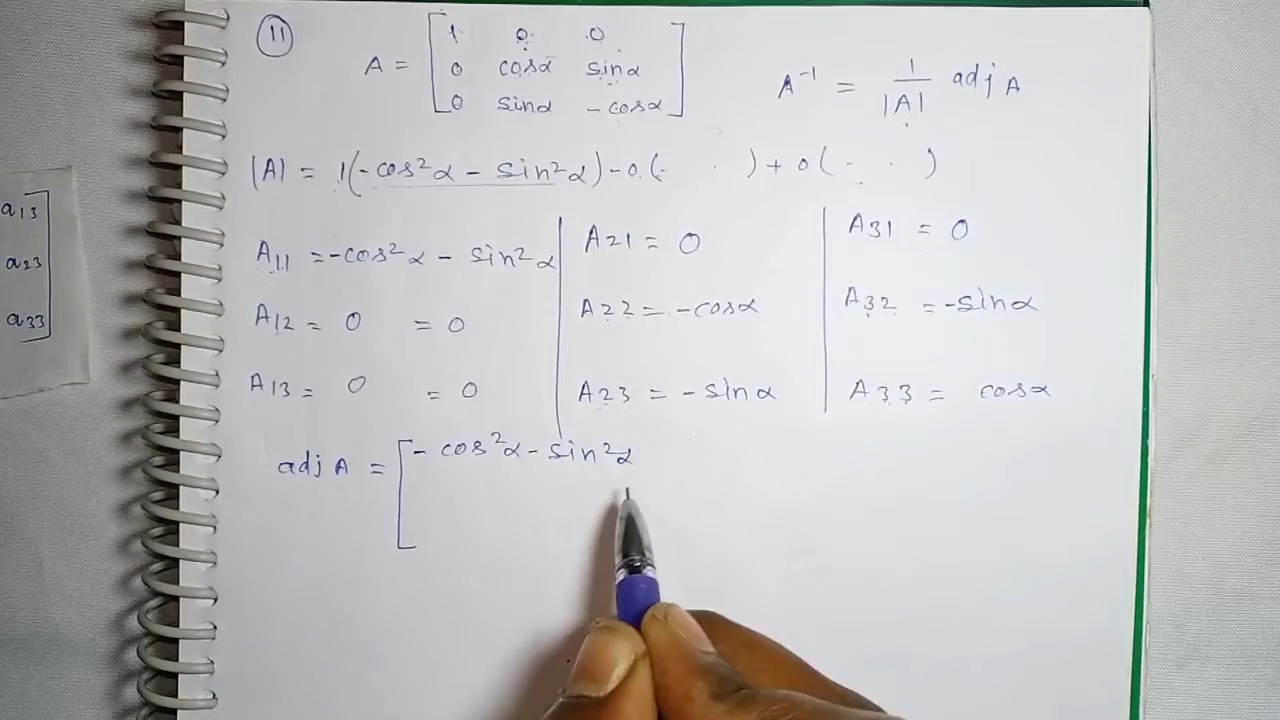 11
A = [ 1 0 0
0 cosα sinα
0 sinα -cosα ]
A⁻¹ = 1/|A| adj A
|A| = 1(-cos²α - sin²α) - 0(- ) + 0( - )
a13
a23
a33
A11 = -cos²α - sin²α
A12 = 0 = 0
A13 = 0 = 0
A21 = 0
A22 = -cosα
A23 = -sinα
A31 = 0
A32 = -sinα
A33 = cosα
adj A = [ -cos²α - sin²α